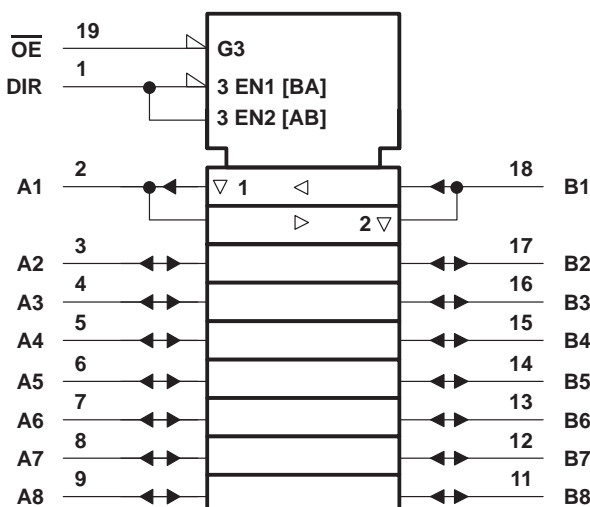 OE 19 G3
DIR 1 3 EN1 [BA]
3 EN2 [AB]
A1 2 1 18 B1
2
A2 3 17 B2
A3 4 16 B3
A4 5 15 B4
A5 6 14 B5
A6 7 13 B6
A7 8 12 B7
A8 9 11 B8